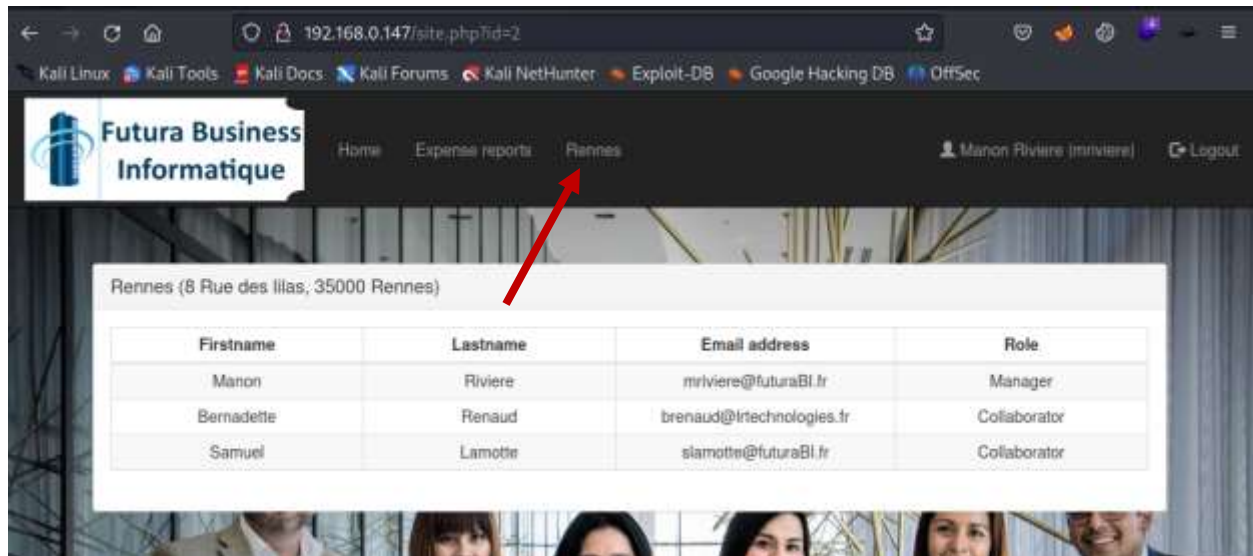 192.168.0.147/site.php?id=2
Kali Linux Kali Tools Kali Docs Kali Forums Kali NetHunter Exploit-DB Google Hacking DB OffSec
Futura Business
Informatique
Home Expense reports Rennes Manon Riviere (mriviere) Logout
Rennes (8 Rue des lilas, 35000 Rennes)
Firstname Lastname Email address Role
Manon Riviere mriviere@futuraBI.fr Manager
Bernadette Renaud brenaud@lrtechnologies.fr Collaborator
Samuel Lamotte slamotte@futuraBI.fr Collaborator